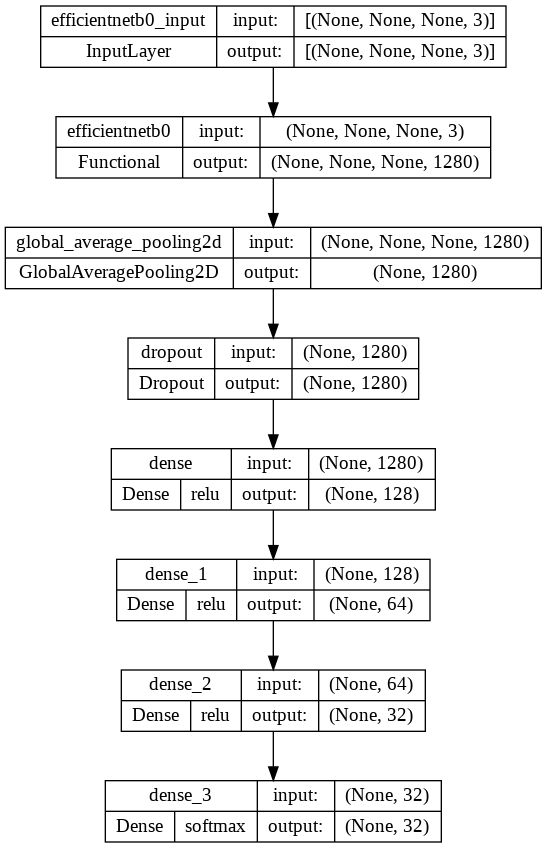 efficientnetb0_input input: [(None, None, None, 3)]
InputLayer output: [(None, None, None, 3)]
efficientnetb0 input: (None, None, None, 3)
Functional output: (None, None, None, 1280)
global_average_pooling2d input: (None, None, None, 1280)
GlobalAveragePooling2D output: (None, 1280)
dropout input: (None, 1280)
Dropout output: (None, 1280)
dense input: (None, 1280)
Dense relu output: (None, 128)
dense_1 input: (None, 128)
Dense relu output: (None, 64)
dense_2 input: (None, 64)
Dense relu output: (None, 32)
dense_3 input: (None, 32)
Dense softmax output: (None, 32)